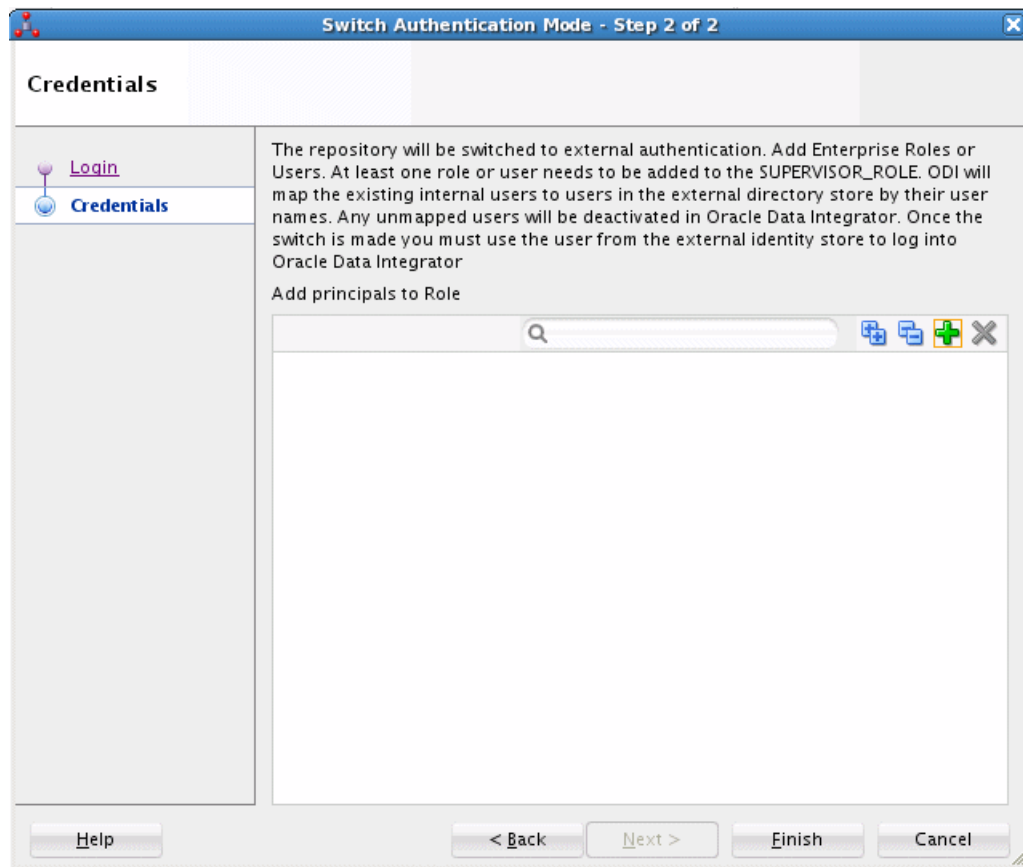 Switch Authentication Mode - Step 2 of 2
Credentials
Login
Credentials
The repository will be switched to external authentication. Add Enterprise Roles or
Users. At least one role or user needs to be added to the SUPERVISOR_ROLE. ODI will
map the existing internal users to users in the external directory store by their user
names. Any unmapped users will be deactivated in Oracle Data Integrator. Once the
switch is made you must use the user from the external identity store to log into
Oracle Data Integrator
Add principals to Role
Help
< Back
Next >
Finish
Cancel